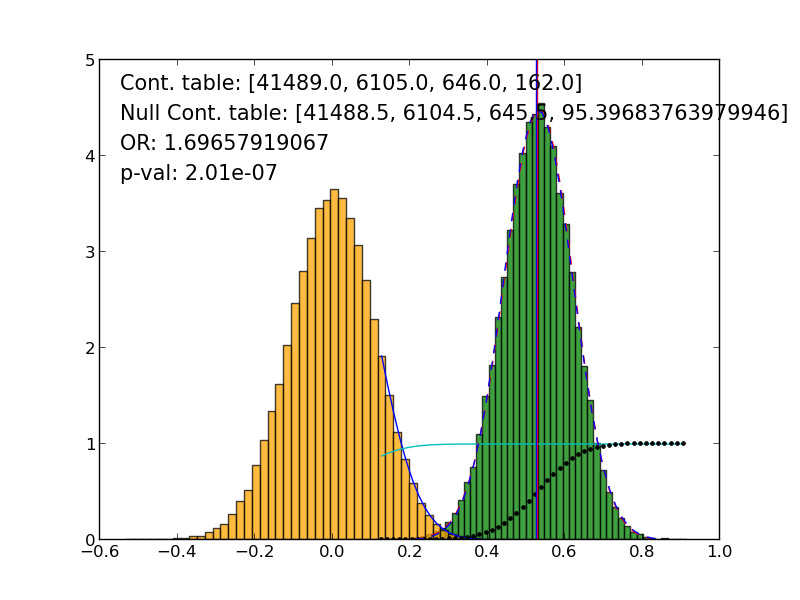 Cont. table: [41489.0, 6105.0, 646.0, 162.0]
Null Cont. table: [41488.5, 6104.5, 645.5, 95.39683763979946]
OR: 1.69657919067
p-val: 2.01e-07
5
4
3
2
1
0
−0.6 −0.4 −0.2 0.0 0.2 0.4 0.6 0.8 1.0